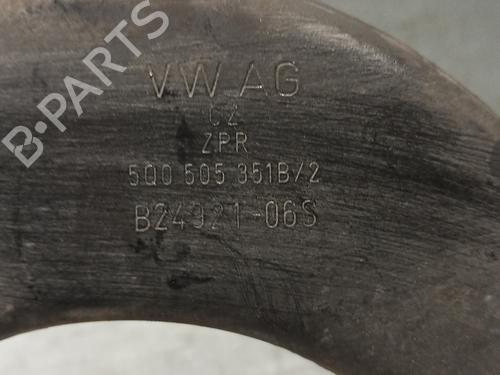 B-PARTS
VW AG
CZ
ZPR
5Q0 505 351B/2
B24921-06S